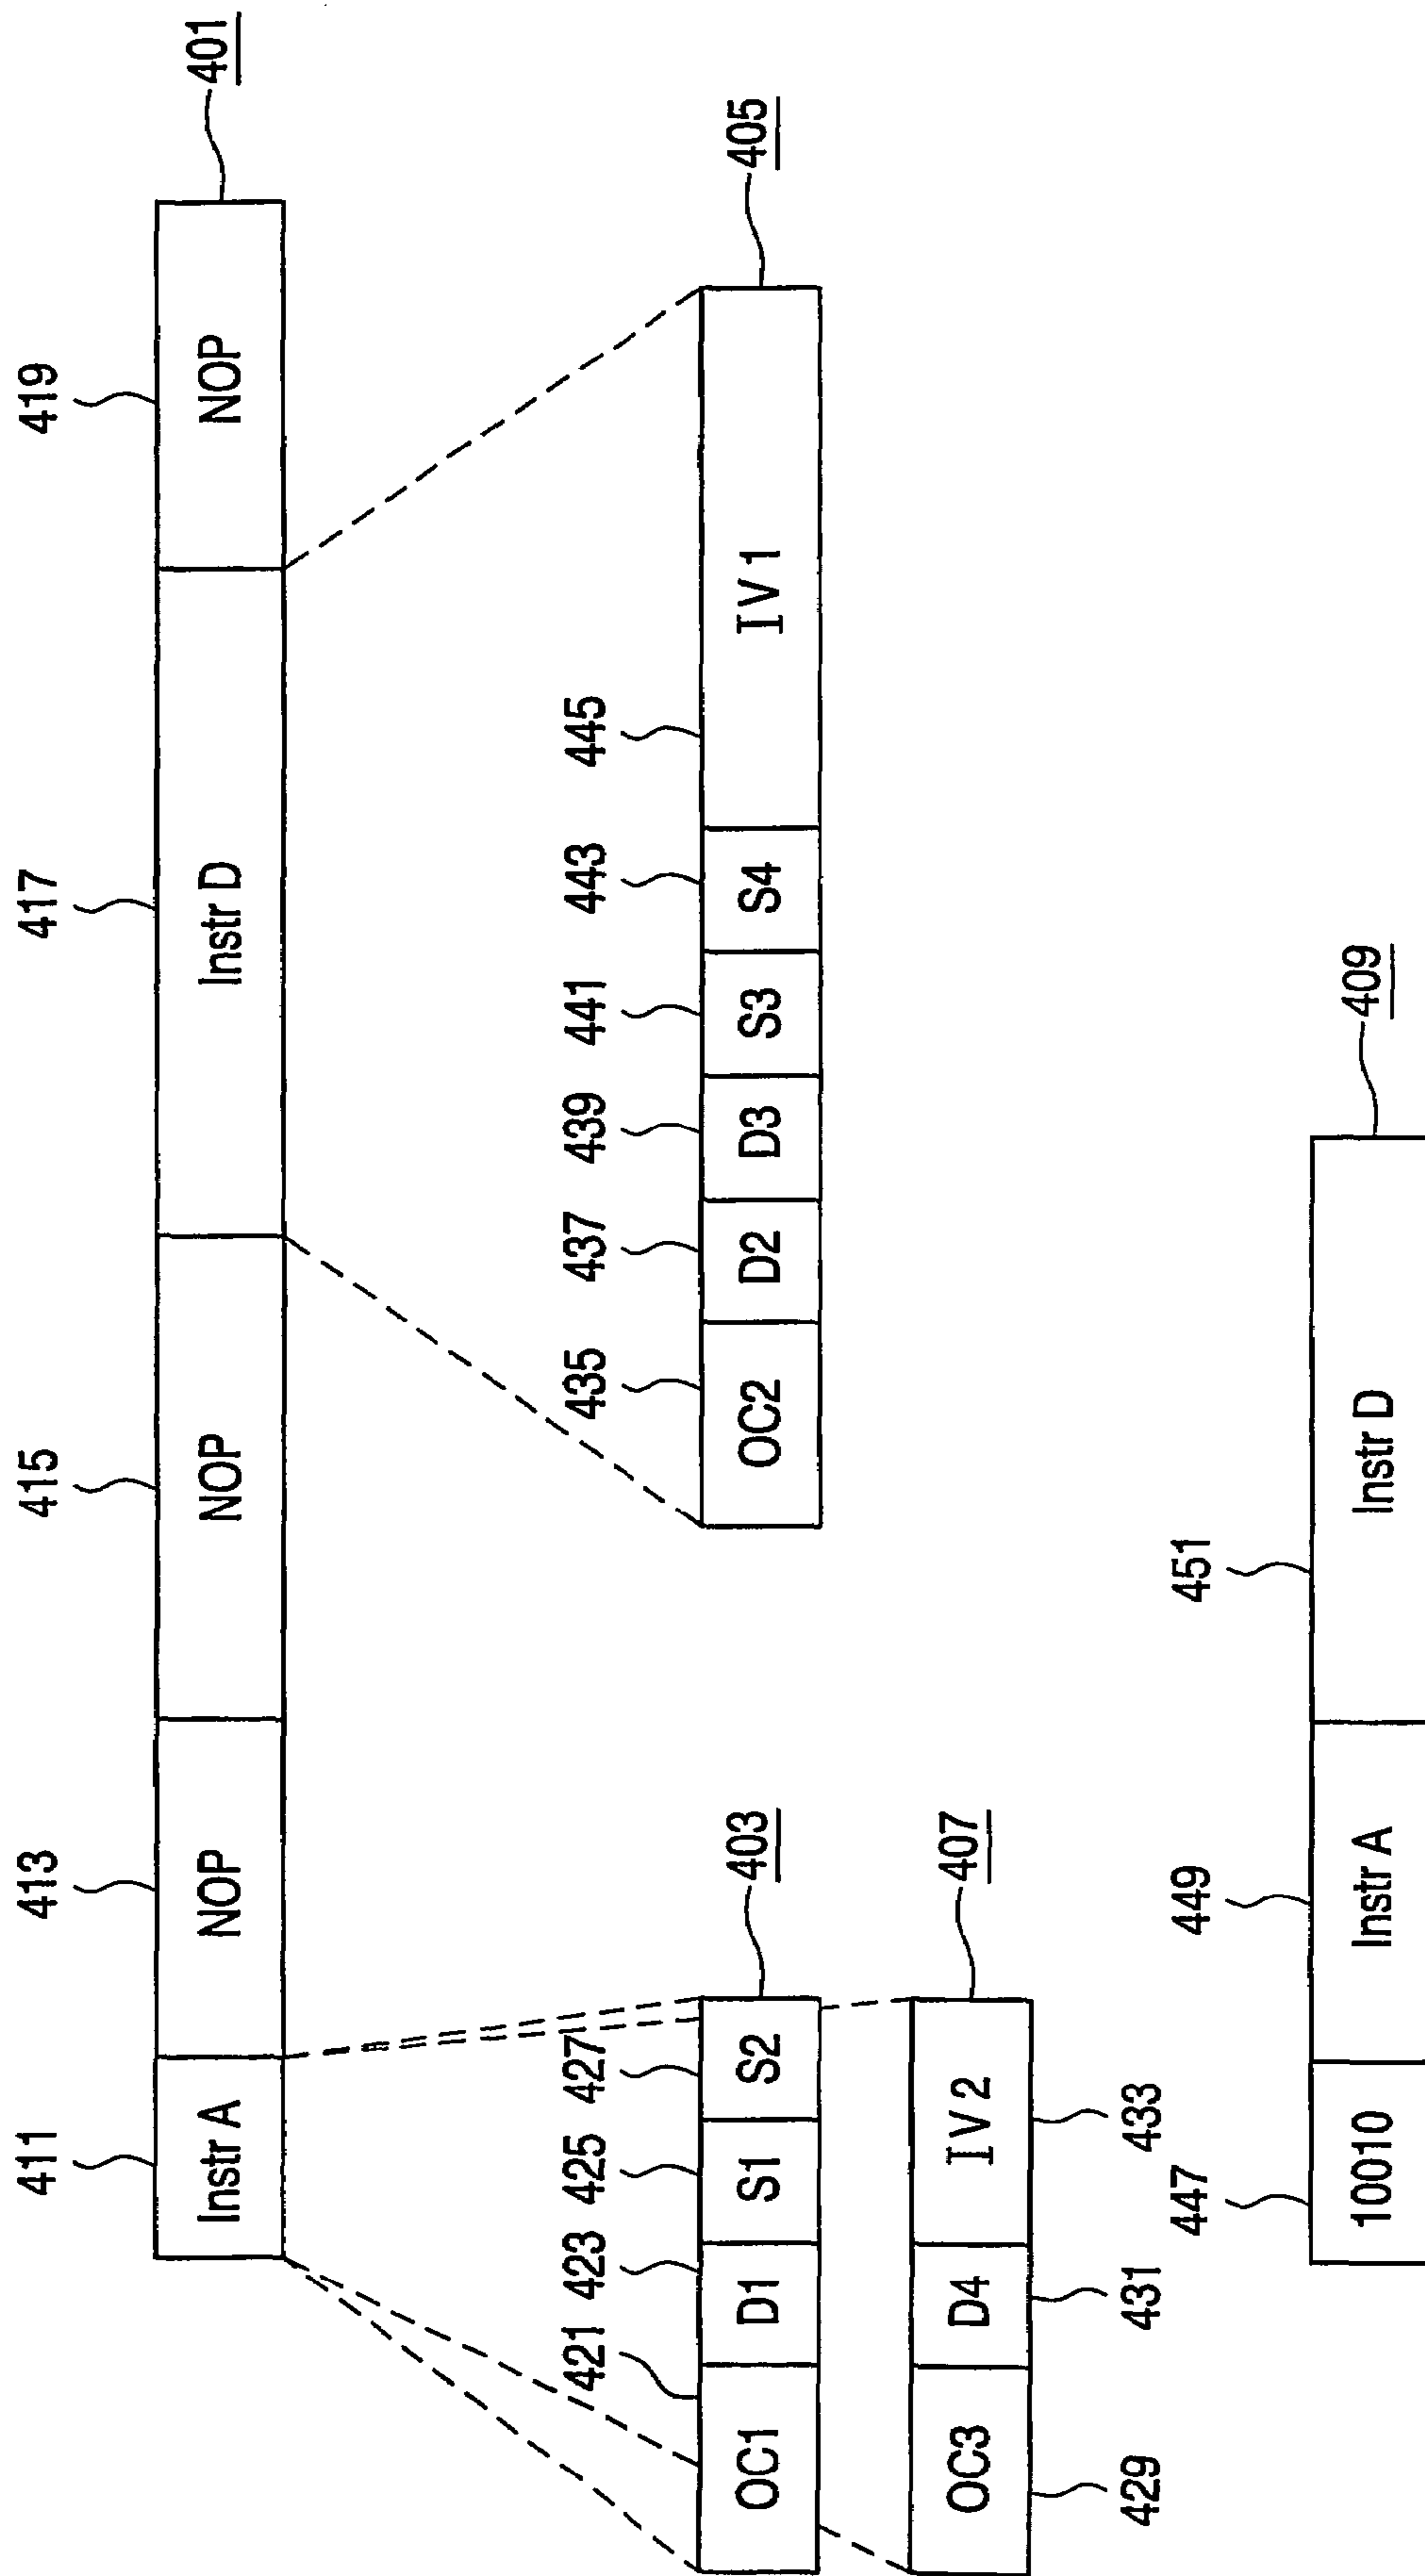 411 413 415 417 419
Instr A NOP NOP Instr D NOP
401
421 423 425 427
OC1 D1 S1 S2
403
435 437 439 441 443 445
OC2 D2 D3 S3 S4 IV1
405
OC3 D4 IV2
407
429 431 433
447 449 451
10010 Instr A Instr D
409